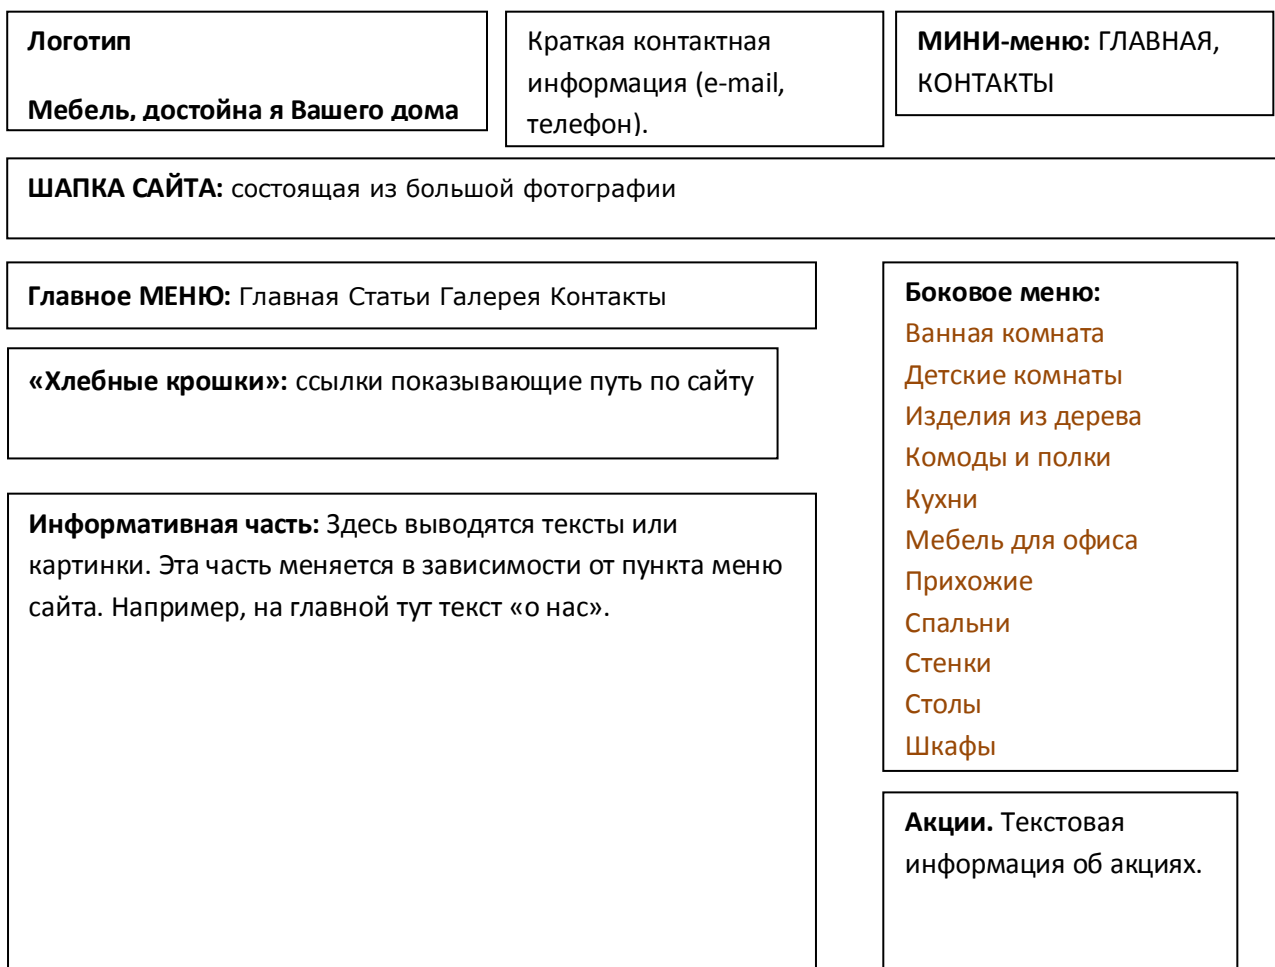 Логотип
Мебель, достойна я Вашего дома
Краткая контактная
информация (e-mail,
телефон).
МИНИ-меню: ГЛАВНАЯ,
КОНТАКТЫ
ШАПКА САЙТА: состоящая из большой фотографии
Главное МЕНЮ: Главная Статьи Галерея Контакты
«Хлебные крошки»: ссылки показывающие путь по сайту
Информативная часть: Здесь выводятся тексты или
картинки. Эта часть меняется в зависимости от пункта меню
сайта. Например, на главной тут текст «о нас».
Боковое меню:
Ванная комната
Детские комнаты
Изделия из дерева
Комоды и полки
Кухни
Мебель для офиса
Прихожие
Спальни
Стенки
Столы
Шкафы
Акции. Текстовая
информация об акциях.